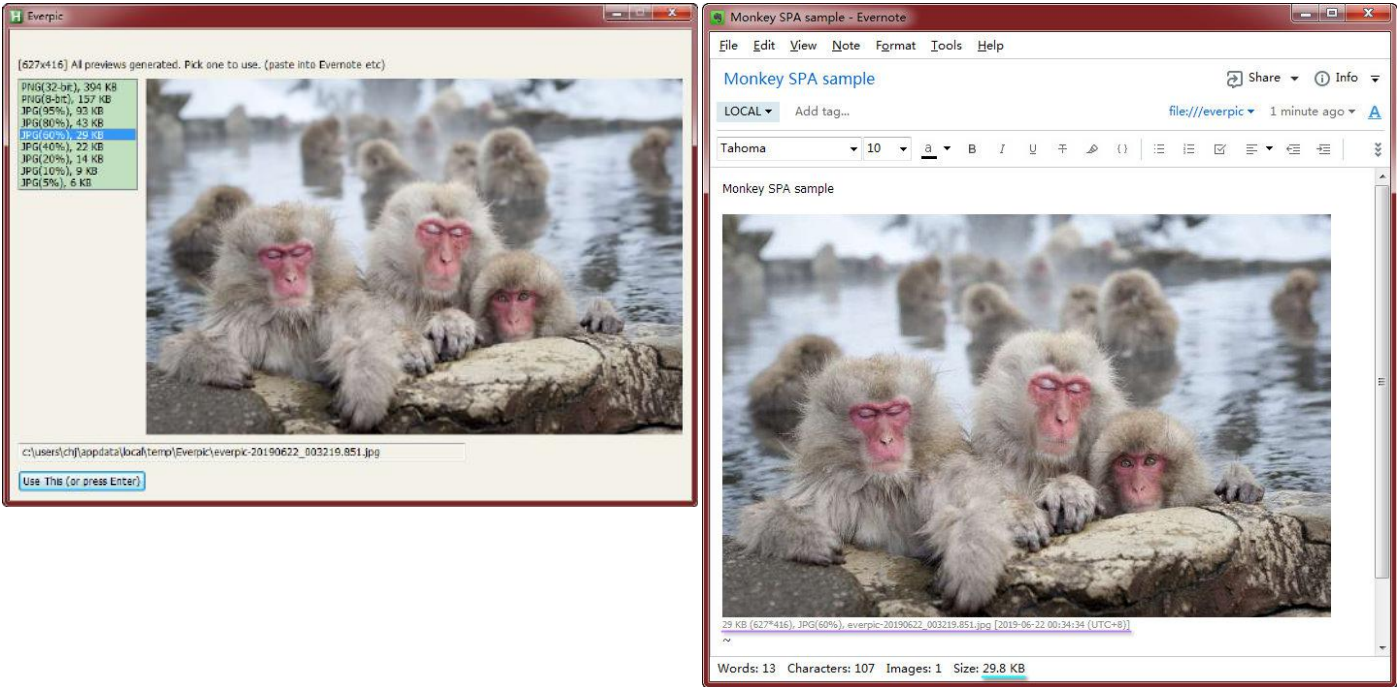 Everpic
[627x416] All previews generated. Pick one to use. (paste into Evernote etc)
PNG(32-bit), 394 KB
PNG(8-bit), 157 KB
JPG(95%), 93 KB
JPG(80%), 43 KB
JPG(60%), 29 KB
JPG(40%), 22 KB
JPG(20%), 14 KB
JPG(10%), 9 KB
JPG(5%), 6 KB
c:\users\chj\appdata\local\temp\Everpic\everpic-20190622_003219.851.jpg
Use This (or press Enter)
Monkey SPA sample - Evernote
File Edit View Note Format Tools Help
Monkey SPA sample
Share Info
LOCAL Add tag... file:///everpic 1 minute ago A
Tahoma 10 a B I U T {}
Monkey SPA sample
29 KB (627*416), JPG(60%), everpic-20190622_003219.851.jpg [2019-06-22 00:34:34 (UTC+8)]
~
Words: 13 Characters: 107 Images: 1 Size: 29.8 KB